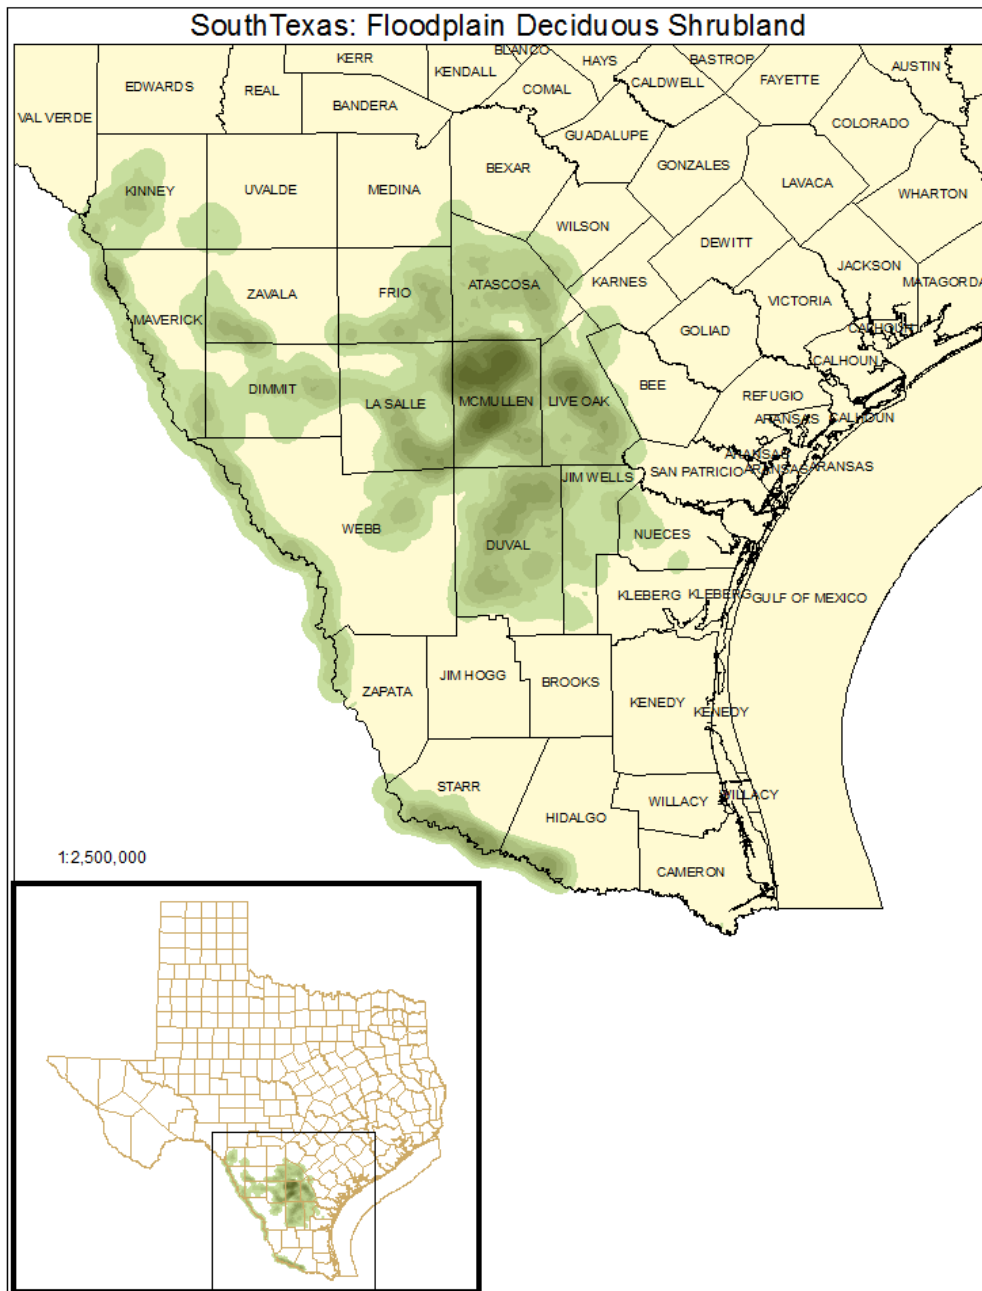 SouthTexas: Floodplain Deciduous Shrubland
BLANCO
HAYS
KERR
KENDALL
BASTROP
AUSTIN
EDWARDS
REAL
COMAL
CALDWELL
FAYETTE
BANDERA
VAL VERDE
COLORADO
GUADALUPE
BEXAR
GONZALES
KINNEY
UVALDE
MEDINA
LAVACA
WHARTON
WILSON
DEWITT
JACKSON
ZAVALA
FRIO
ATASCOSA
KARNES
MATAGORDA
VICTORIA
MAVERICK
GOLIAD
CALHOUN
CALHOUN
DIMMIT
BEE
LA SALLE
MCMULLEN
LIVE OAK
REFUGIO
ARANSAS
CALHOUN
ARANSAS
SAN PATRICIO
ARANSAS
ARANSAS
JIM WELLS
WEBB
NUECES
DUVAL
KLEBERG
KLEBERG
GULF OF MEXICO
JIM HOGG
BROOKS
ZAPATA
KENEDY
KENEDY
STARR
WILLACY
WILLACY
HIDALGO
1:2,500,000
CAMERON